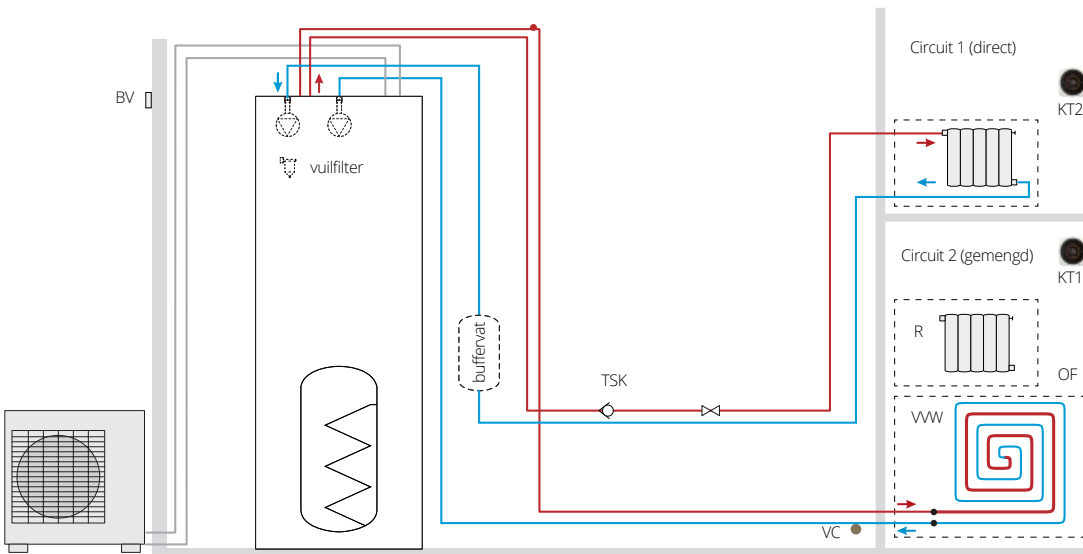 Circuit 1 (direct)
KT2
BV
vuilfilter
Circuit 2 (gemengd)
KT1
R
buffervat
TSK
OF
VVW
VC